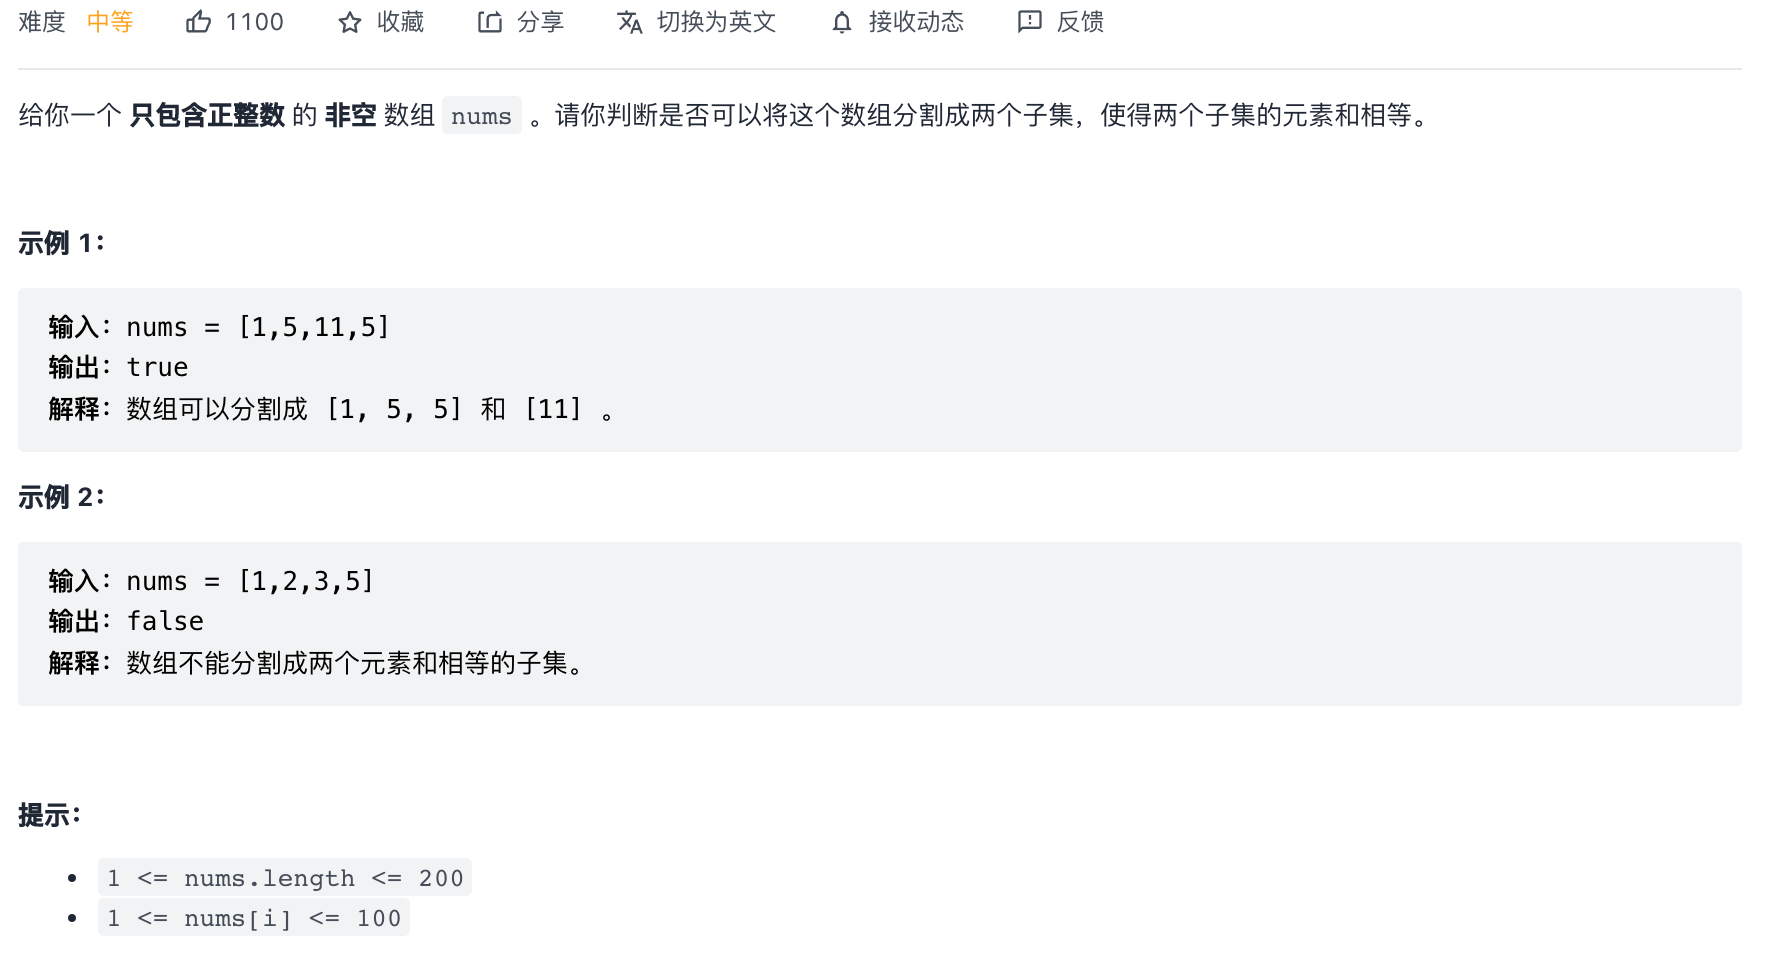 难度 中等 1100 收藏 分享 切换为英文 接收动态 反馈
给你一个 只包含正整数 的 非空 数组 nums 。请你判断是否可以将这个数组分割成两个子集，使得两个子集的元素和相等。
示例 1：
输入：nums = [1,5,11,5]
输出：true
解释：数组可以分割成 [1, 5, 5] 和 [11] 。
示例 2：
输入：nums = [1,2,3,5]
输出：false
解释：数组不能分割成两个元素和相等的子集。
提示：
• 1 <= nums.length <= 200
• 1 <= nums[i] <= 100